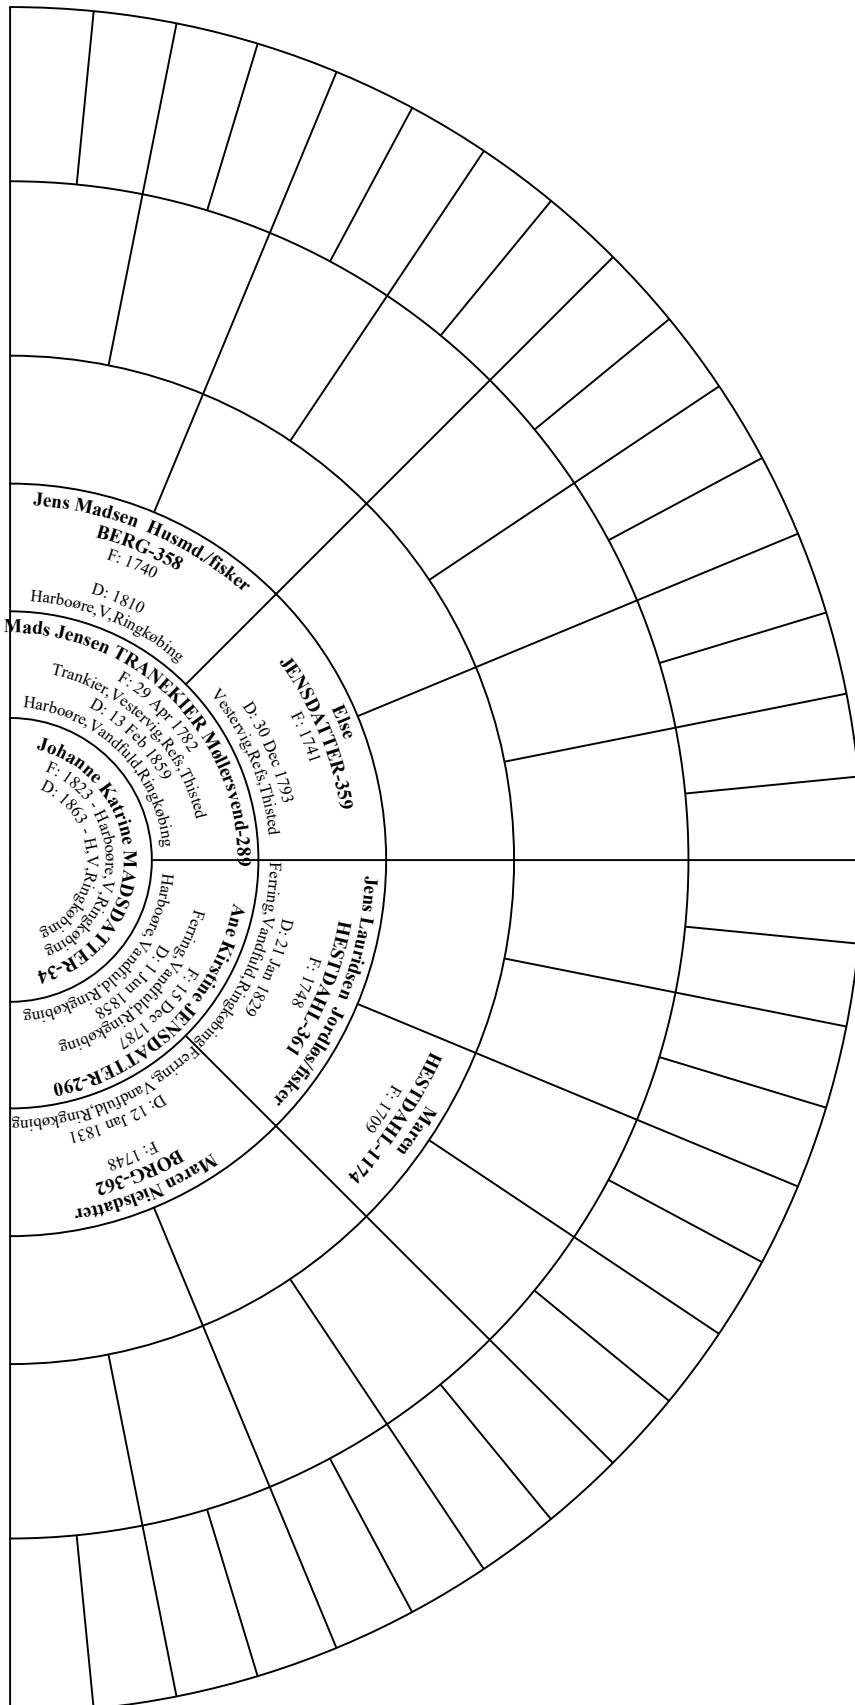 Jens Madsen  Husmd./fisker
BERG-358
F: 1740
D: 1810
Harboøre,V,Ringkøbing
Mads Jensen TRANEKIER Møllersvend-289
F: 29 Apr 1782
Trankier,Vestervig,Refs,Thisted
D: 13 Feb 1859
Harboøre,Vandfuld,Ringkøbing
Else
JENSDATTER-359
F: 1741
D: 30 Dec 1793
Vestervig,Refs,Thisted
Johanne Katrine MADSDATTER-34
F: 1823 - Harboøre,V,Ringkøbing
D: 1863 - H,V,Ringkøbing
Ane Kirstine JENSDATTER-290
F: 15 Dec 1787
Ferring,Vandfuld,Ringkøbing
D: 1 Jun 1858
Harboøre,Vandfuld,Ringkøbing
Jens Lauridsen  Jordløs/fisker
HESTDAHL-361
F: 1748
D: 21 Jan 1829
Ferring,Vandfuld,Ringkøbing
Maren
HESTDAHL-1174
F: 1709
Maren Nielsdatter
BORG-362
F: 1748
D: 12 Jan 1831
Ferring,Vandfuld,Ringkøbing